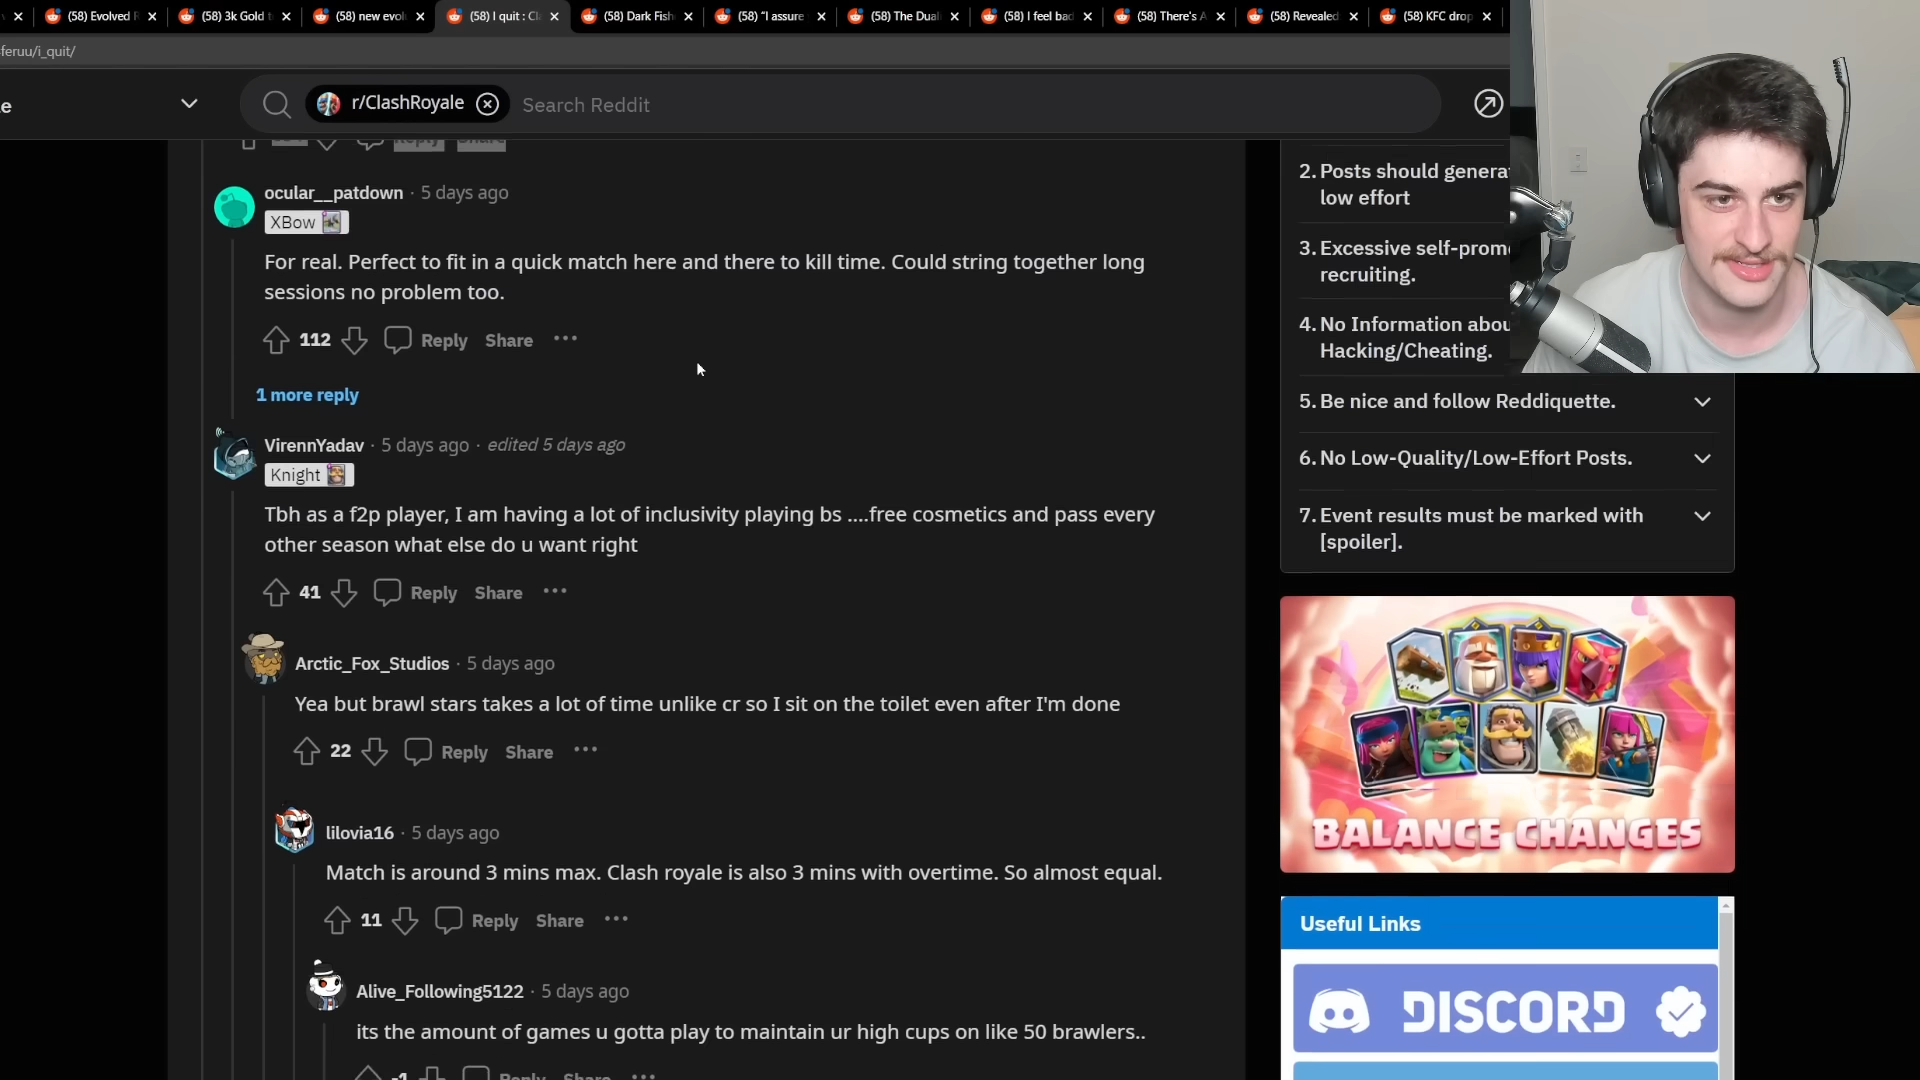 (58) Evolved R
(58) 3k Gold t
(58) new evol
(58) I quit : Cl
(58) Dark Fish
(58) "I assure
(58) The Dual
(58) I feel bad
(58) There's A
(58) Revealed
(58) KFC drop
feruu/i_quit/
e
r/ClashRoyale
Search Reddit
Reply Share
ocular__patdown · 5 days ago
XBow
For real. Perfect to fit in a quick match here and there to kill time. Could string together long
sessions no problem too.
112 Reply Share ...
1 more reply
VirennYadav · 5 days ago · edited 5 days ago
Knight
Tbh as a f2p player, I am having a lot of inclusivity playing bs ....free cosmetics and pass every
other season what else do u want right
41 Reply Share ...
Arctic_Fox_Studios · 5 days ago
Yea but brawl stars takes a lot of time unlike cr so I sit on the toilet even after I'm done
22 Reply Share ...
lilovia16 · 5 days ago
Match is around 3 mins max. Clash royale is also 3 mins with overtime. So almost equal.
11 Reply Share ...
Alive_Following5122 · 5 days ago
its the amount of games u gotta play to maintain ur high cups on like 50 brawlers..
-1 Reply Share ...
2. Posts should genera
low effort
3. Excessive self-prom
recruiting.
4. No Information abou
Hacking/Cheating.
5. Be nice and follow Reddiquette.
6. No Low-Quality/Low-Effort Posts.
7. Event results must be marked with
[spoiler].
BALANCE CHANGES
Useful Links
DISCORD